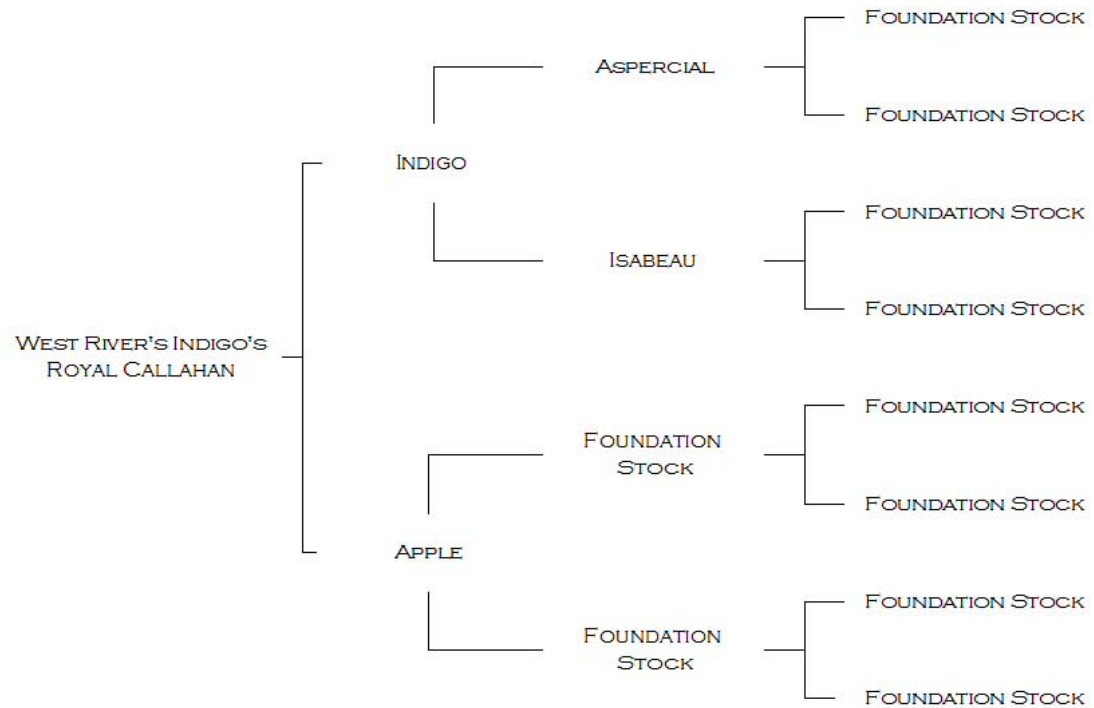 Foundation Stock
Aspercial
Foundation Stock
Indigo
Foundation Stock
Isabeau
Foundation Stock
West River's Indigo's
Royal Callahan
Foundation Stock
Foundation
Stock
Foundation Stock
Apple
Foundation Stock
Foundation
Stock
Foundation Stock